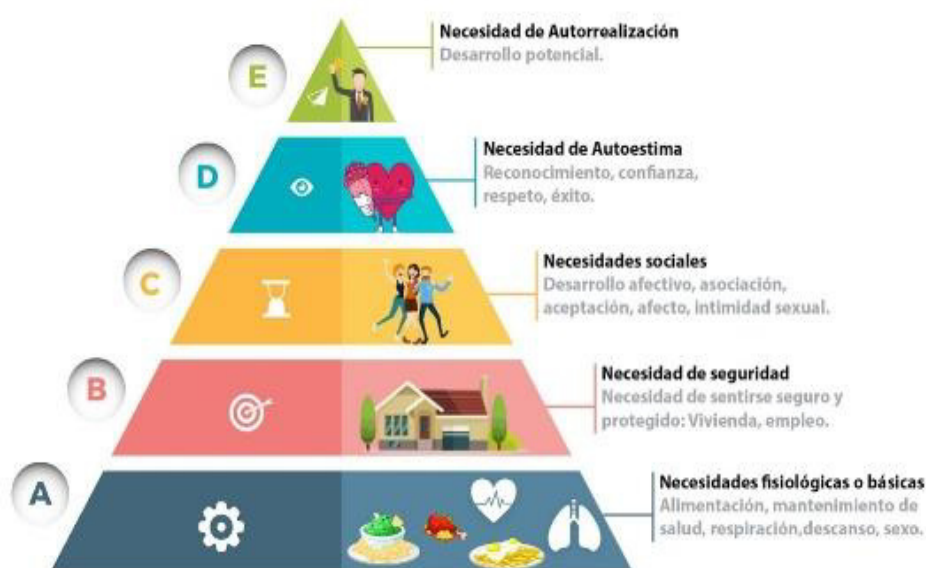 Necesidad de Autorrealización
Desarrollo potencial.
E
Necesidad de Autoestima
Reconocimiento, confianza,
respeto, éxito.
D
Necesidades sociales
Desarrollo afectivo, asociación,
aceptación, afecto, intimidad sexual.
C
Necesidad de seguridad
Necesidad de sentirse seguro y
protegido: Vivienda, empleo.
B
Necesidades fisiológicas o básicas
Alimentación, mantenimiento de
salud, respiración,descanso, sexo.
A